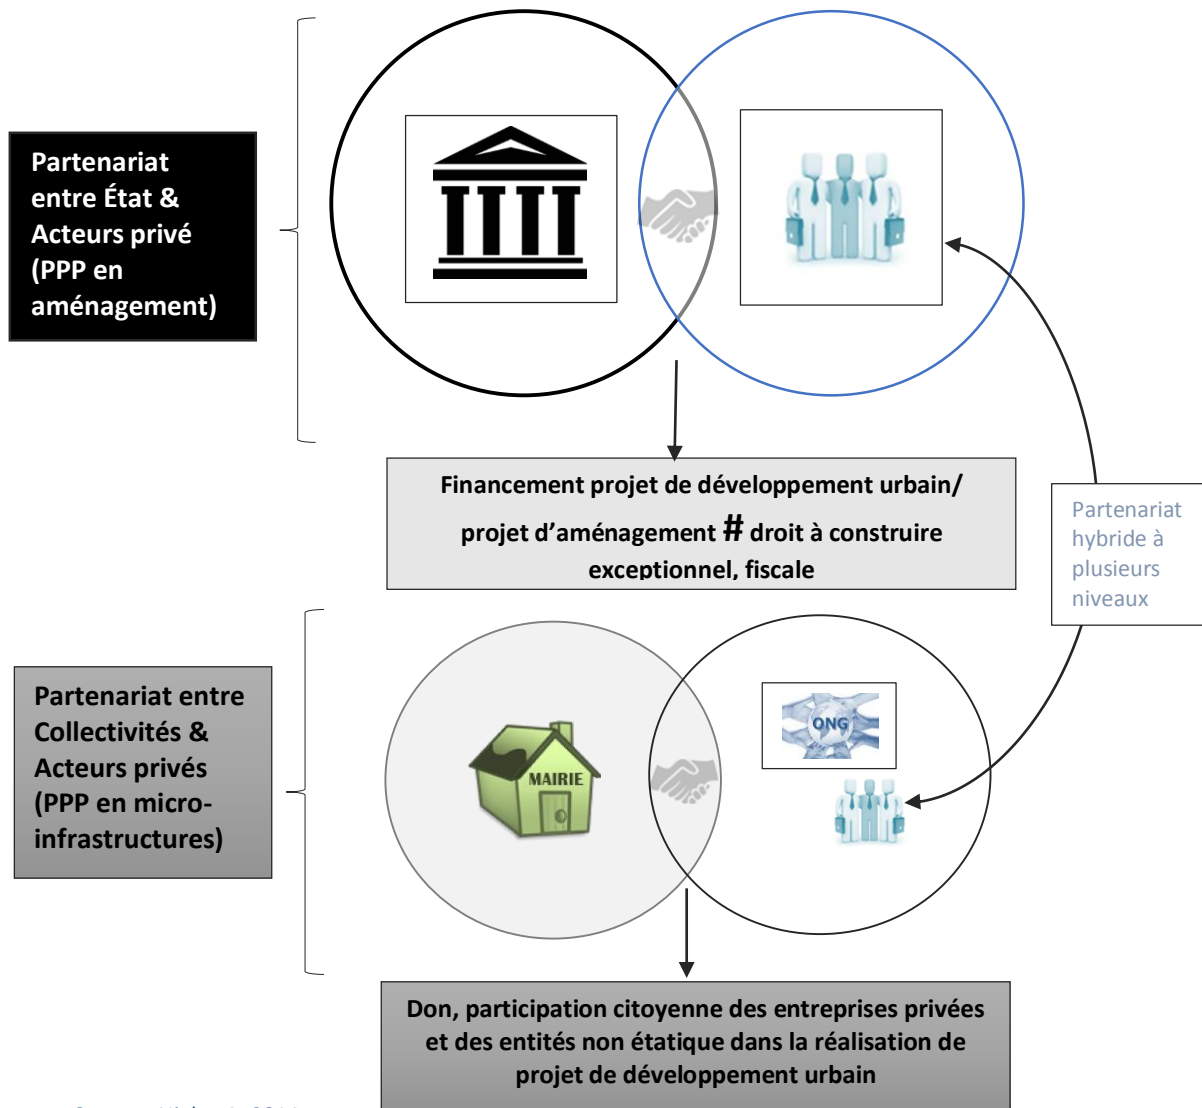 Partenariat
entre État &
Acteurs privé
(PPP en
aménagement)
Financement projet de développement urbain/
projet d’aménagement # droit à construire
exceptionnel, fiscale
Partenariat
hybride à
plusieurs
niveaux
Partenariat entre
Collectivités &
Acteurs privés
(PPP en micro-
infrastructures)
MAIRIE
ONG
Don, participation citoyenne des entreprises privées
et des entités non étatique dans la réalisation de
projet de développement urbain